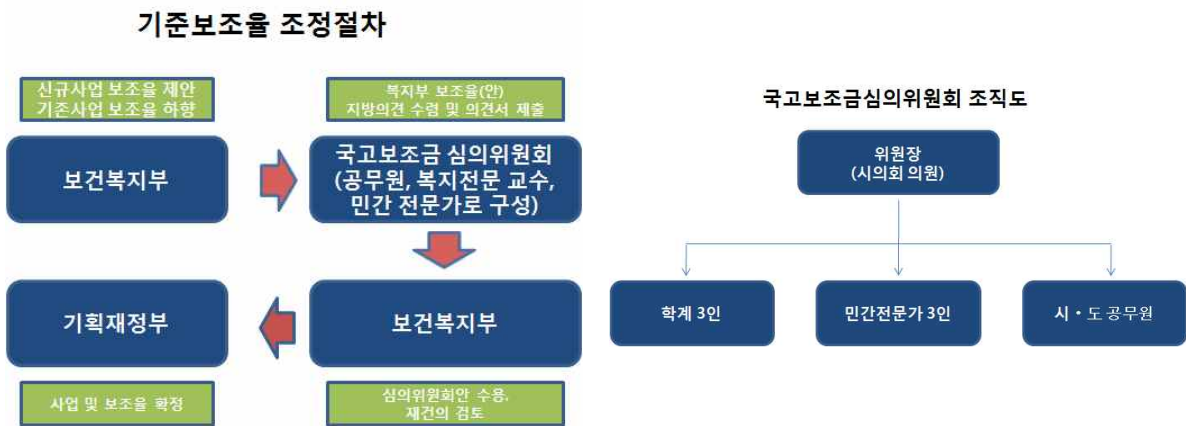 기준보조율 조정절차
신규사업 보조율 제안
기존사업 보조율 하향
보건복지부
복지부 보조율(안)
지방의견 수렴 및 의견서 제출
국고보조금 심의위원회
(공무원, 복지전문 교수,
민간 전문가로 구성)
기획재정부
사업 및 보조율 확정
보건복지부
심의위원회안 수용,
재건의 검토
국고보조금심의위원회 조직도
위원장
(시의회 의원)
학계 3인
민간전문가 3인
시・도 공무원